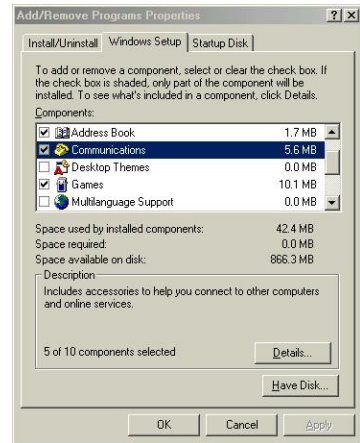 Add/Remove Programs Properties
Install/Uninstall Windows Setup Startup Disk
To add or remove a component, select or clear the check box. If
the check box is shaded, only part of the component will be
installed. To see what's included in a component, click Details.
Components:
Address Book 1.7 MB
Communications 5.6 MB
Desktop Themes 0.0 MB
Games 10.1 MB
Multilanguage Support 0.0 MB
Space used by installed components: 42.4 MB
Space required: 0.0 MB
Space available on disk: 866.3 MB
Description
Includes accessories to help you connect to other computers
and online services.
5 of 10 components selected Details...
Have Disk...
OK Cancel Apply